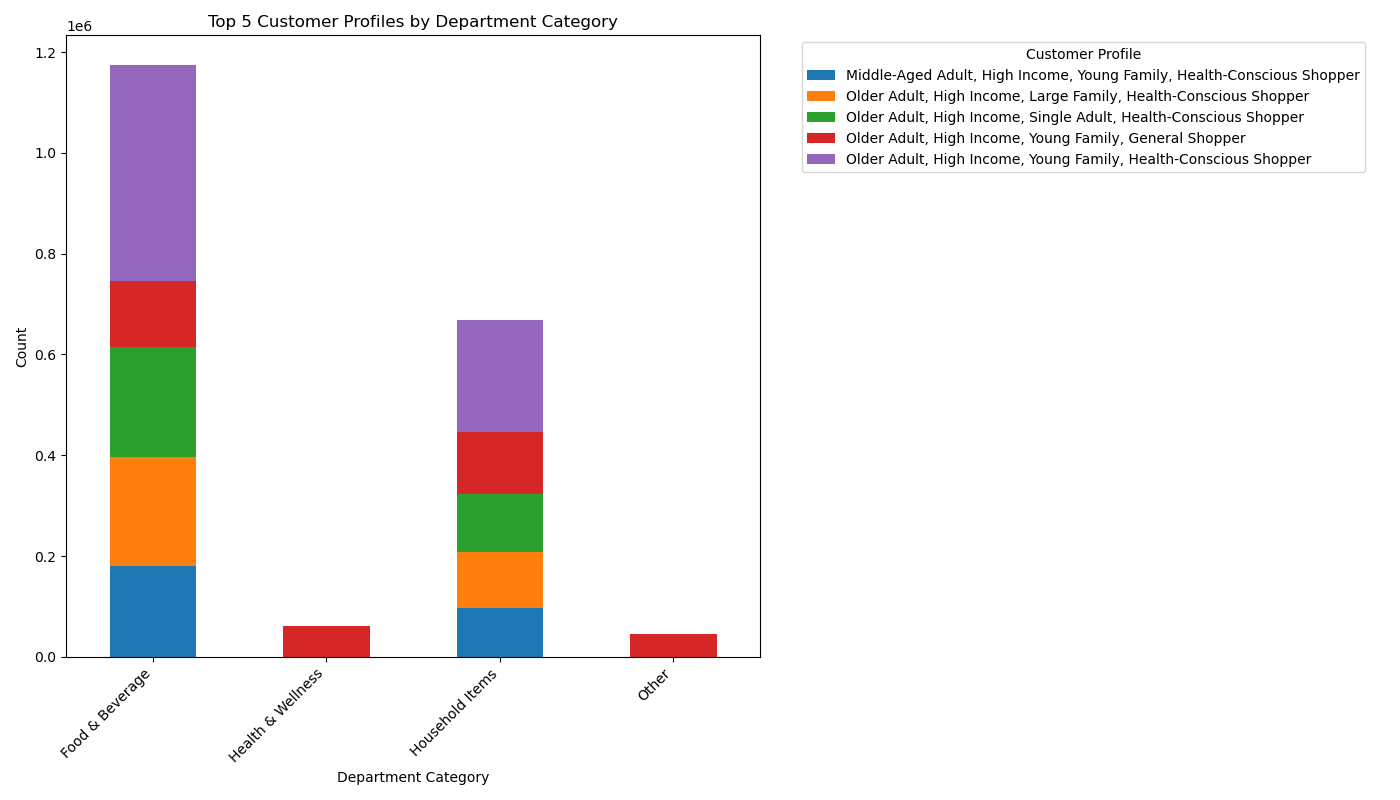 Top 5 Customer Profiles by Department Category
1e6
1.2
1.0
0.8
0.6
0.4
0.2
0.0
Count
Food & Beverage
Health & Wellness
Household Items
Other
Department Category
Customer Profile
Middle-Aged Adult, High Income, Young Family, Health-Conscious Shopper
Older Adult, High Income, Large Family, Health-Conscious Shopper
Older Adult, High Income, Single Adult, Health-Conscious Shopper
Older Adult, High Income, Young Family, General Shopper
Older Adult, High Income, Young Family, Health-Conscious Shopper